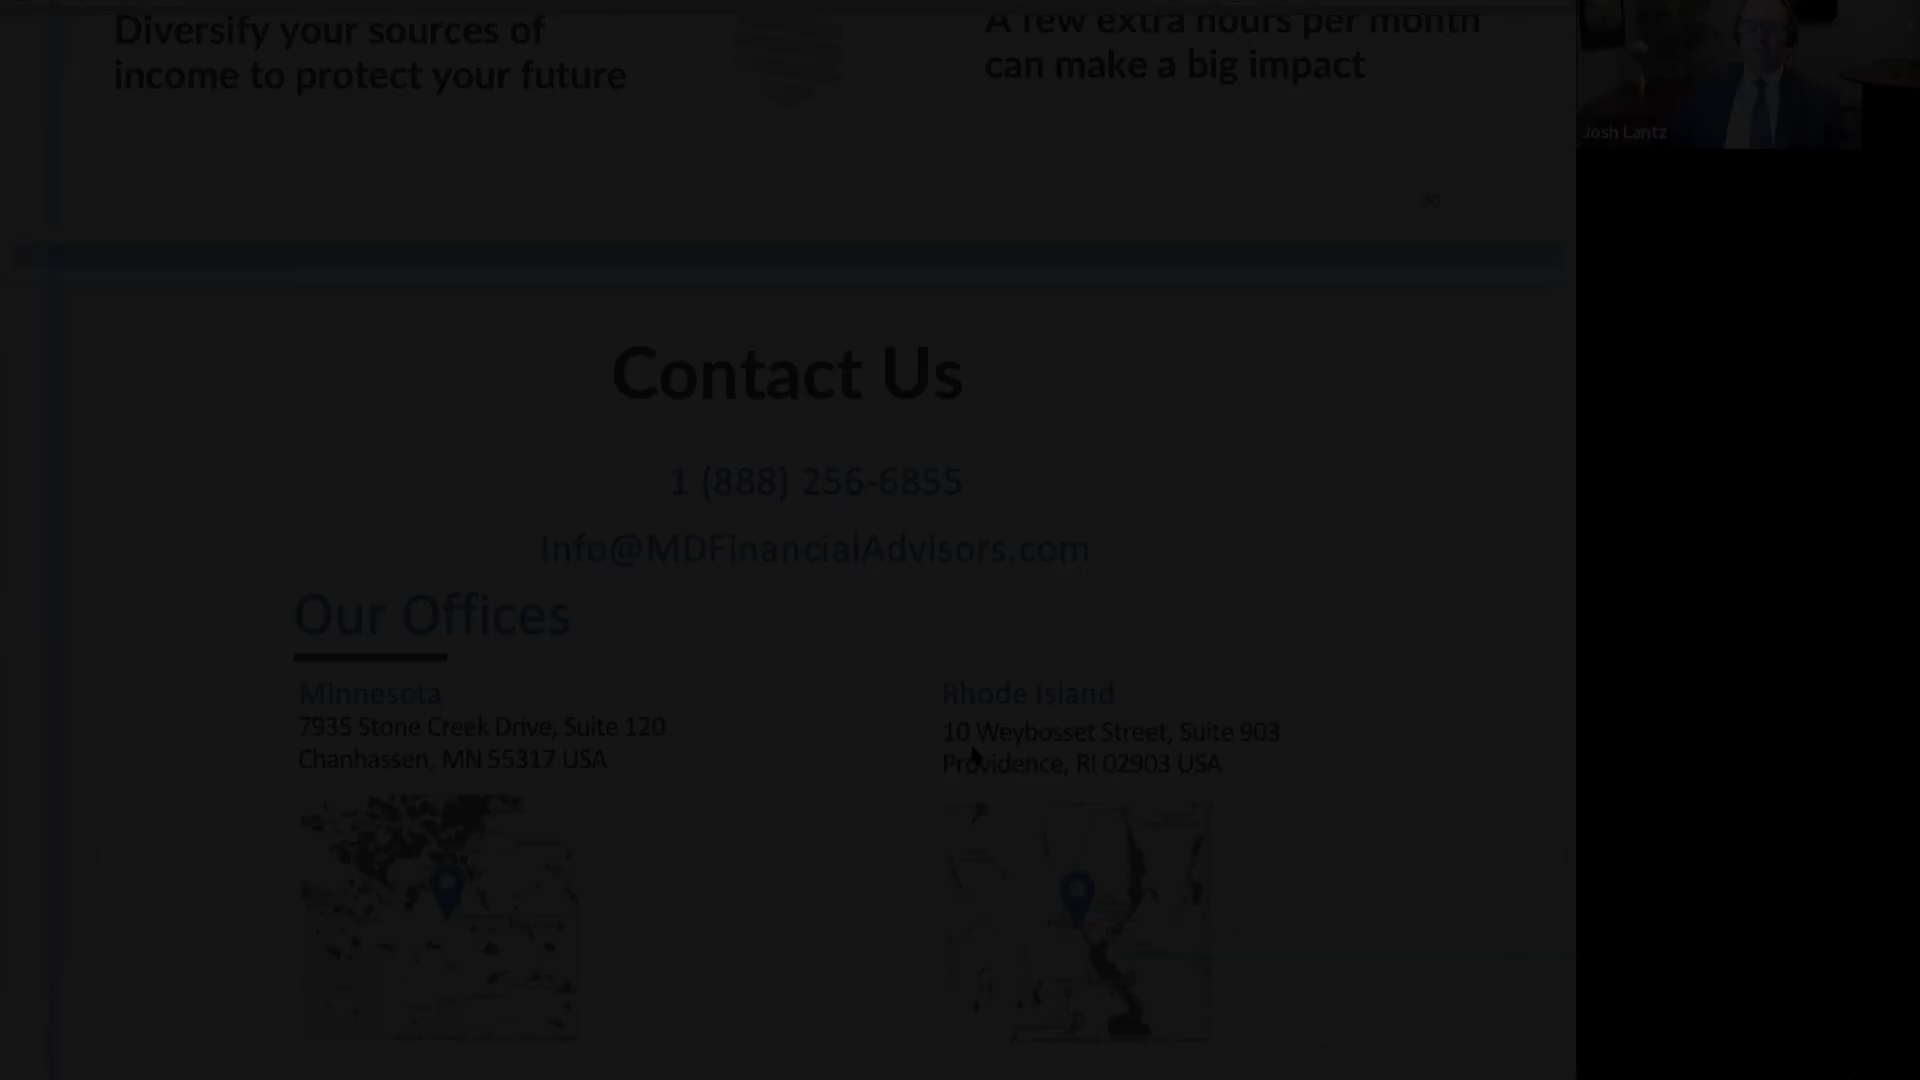 Diversify your sources of
income to protect your future
A few extra hours per month
can make a big impact
Josh Lantz
30
Contact Us
1 (888) 256-6855
Info@MDFinancialAdvisors.com
Our Offices
Minnesota
7935 Stone Creek Drive, Suite 120
Chanhassen, MN 55317 USA
Rhode Island
10 Weybosset Street, Suite 903
Providence, RI 02903 USA